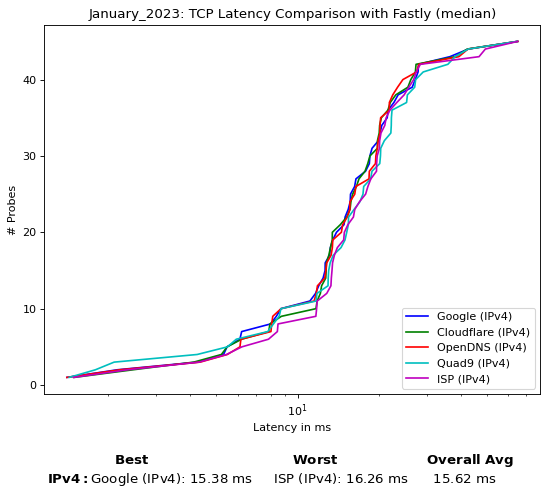 January_2023: TCP Latency Comparison with Fastly (median)
40
30
20
10
0
# Probes
10^1
Latency in ms
Google (IPv4)
Cloudflare (IPv4)
OpenDNS (IPv4)
Quad9 (IPv4)
ISP (IPv4)
Best Worst Overall Avg
IPv4: Google (IPv4): 15.38 ms ISP (IPv4): 16.26 ms 15.62 ms